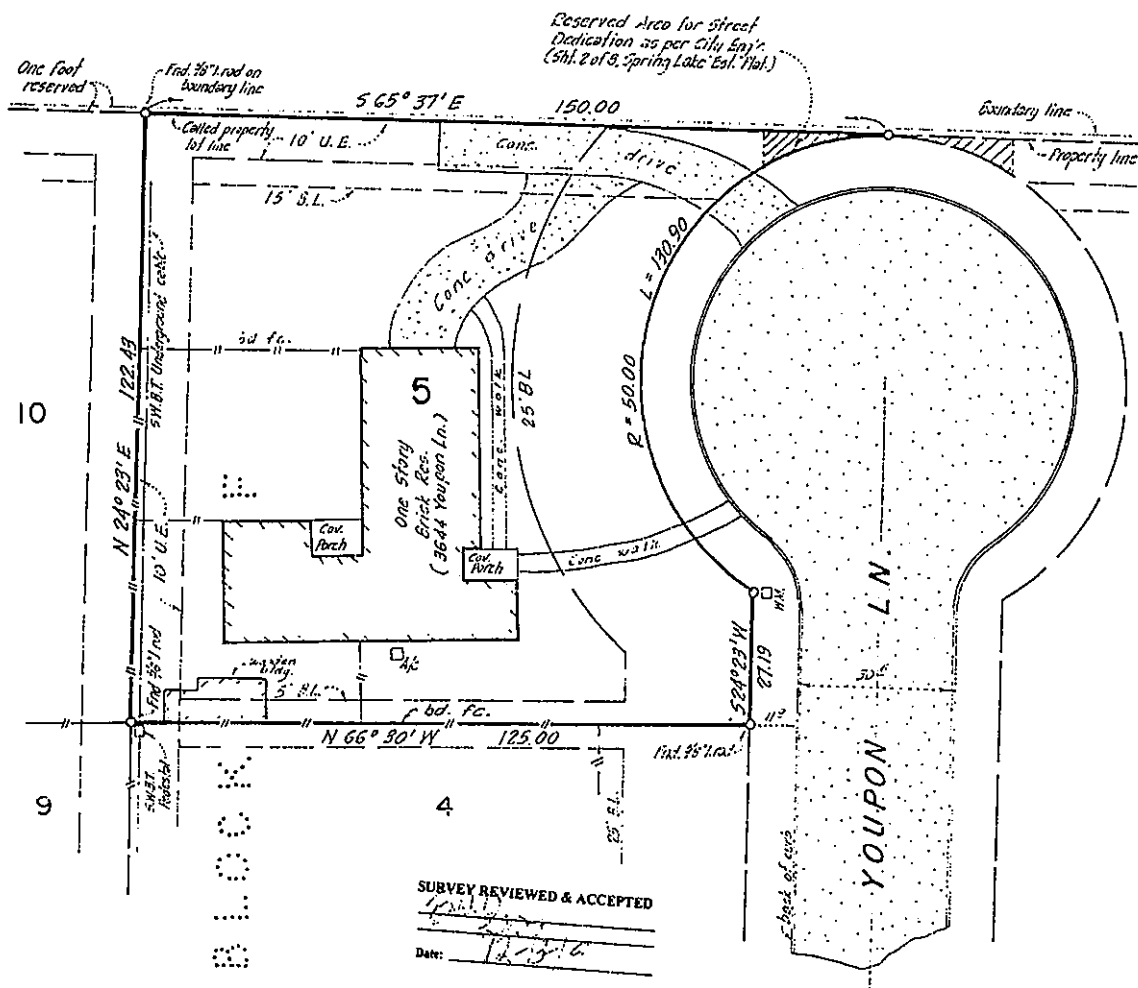 Reserved Area for Street
Dedication as per City Eng'r.
(Sht. 2 of 8, Spring Lake Est. Plat.)
One Foot
reserved
Fnd. 3/8" I. rod on
boundary line
S 65° 37' E
150.00
Boundary line
Called property
lot line
10' U.E.
Conc.
drive
Property line
15' B.L.
Conc drive
L = 130.90
R = 50.00
S.W.B.T. Underground cable
bd. fc.
122.43
N 24° 23' E
10' U.E.
10
5
One Story
Brick Res.
(3644 Youpon Ln.)
Conc walk
25' BL
F
Cov.
Porch
Cov.
Porch
Conc walk
W.M.
S 24° 23' W
27.19
A/c
Fnd 3/8" I. rod
bldg.
5' B.L.
bd. fc.
N 66° 30' W
125.00
Fnd. 3/8" I. rod
S.W.B.T.
Pedestal
9
4
25' B.L.
BLOCK
back of curb
YOUPON LN.
SURVEY REVIEWED & ACCEPTED
Date: